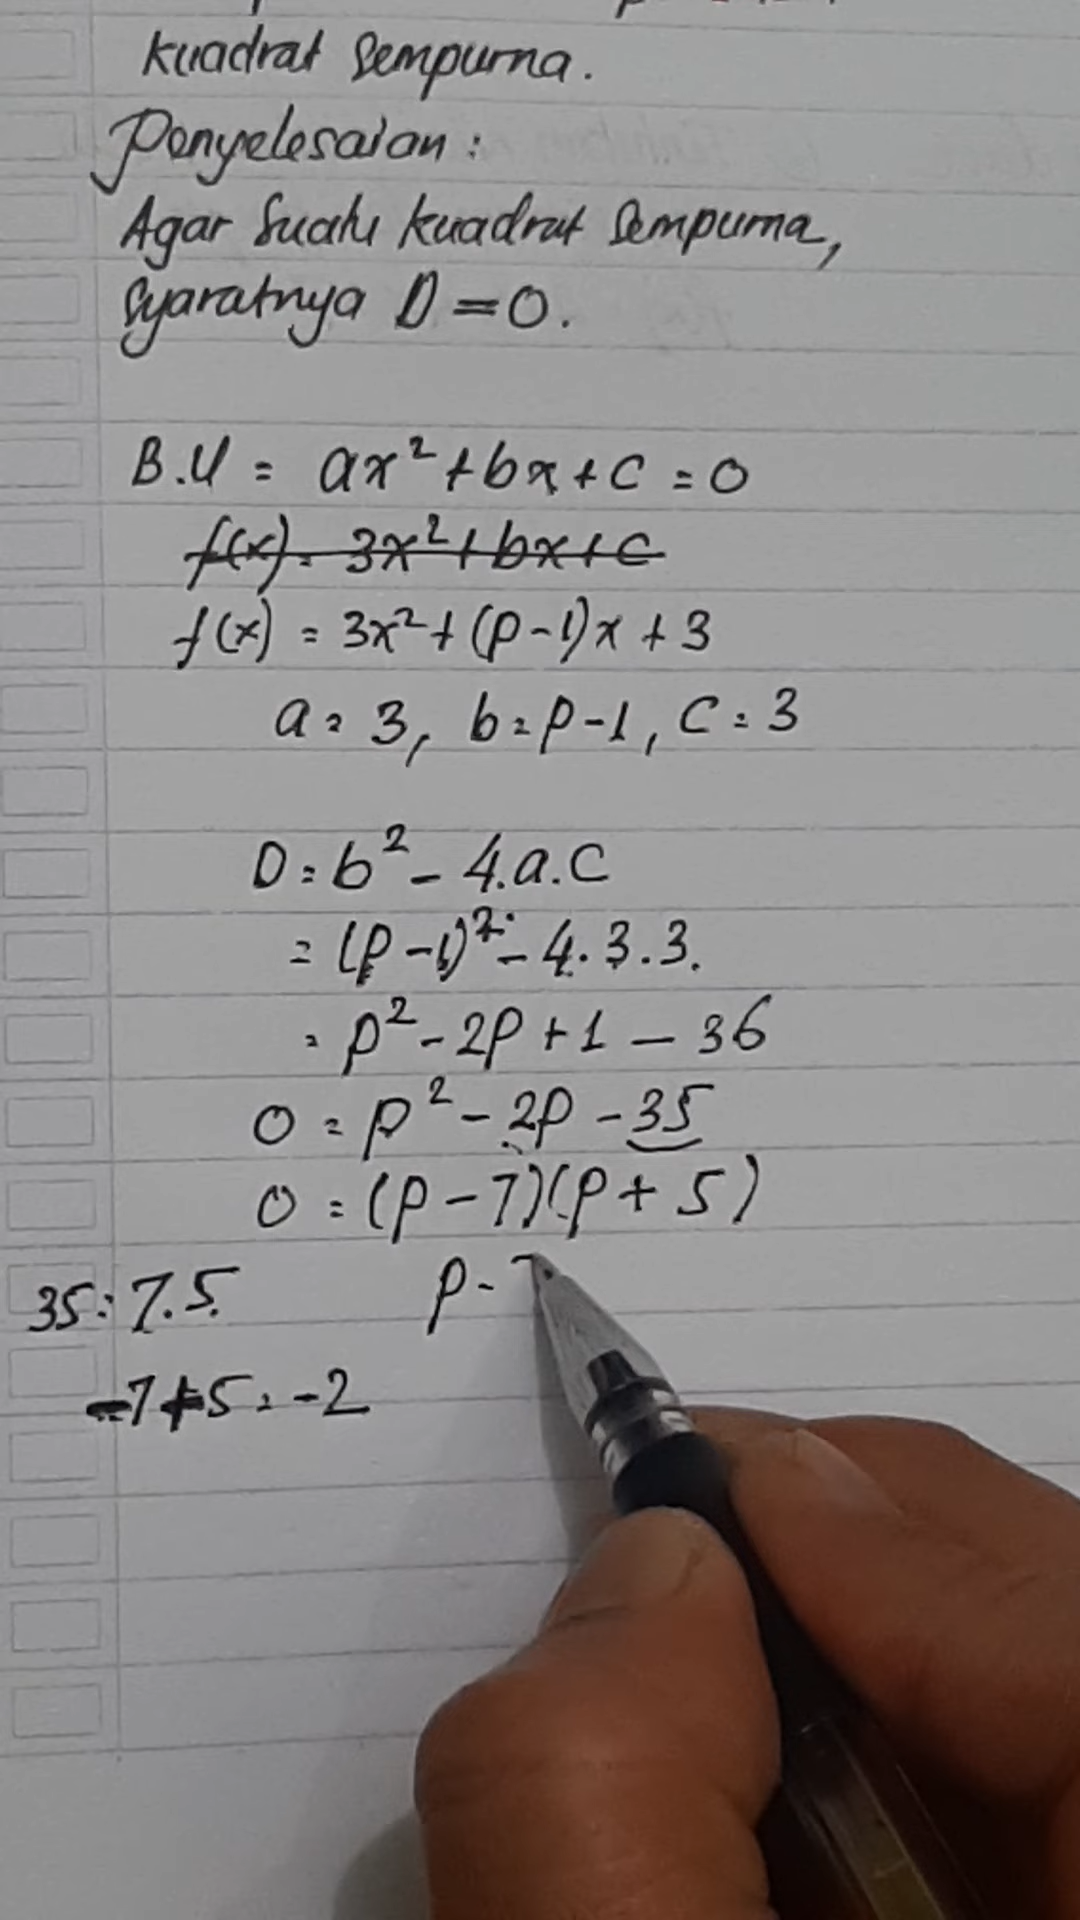 kuadrat sempurna.
Penyelesaian:
Agar suatu kuadrat sempurna,
syaratnya D = 0.
B.U = ax² + bx + c = 0
f(x) = 3x² + bx + c
f(x) = 3x² + (p-1)x + 3
a = 3, b = p-1, c = 3
D = b² - 4.a.c
= (p-1)² - 4.3.3.
= p² - 2p + 1 - 36
0 = p² - 2p - 35
0 = (p - 7)(p + 5)
35 = 7.5.
p - 7
-7+5 = -2